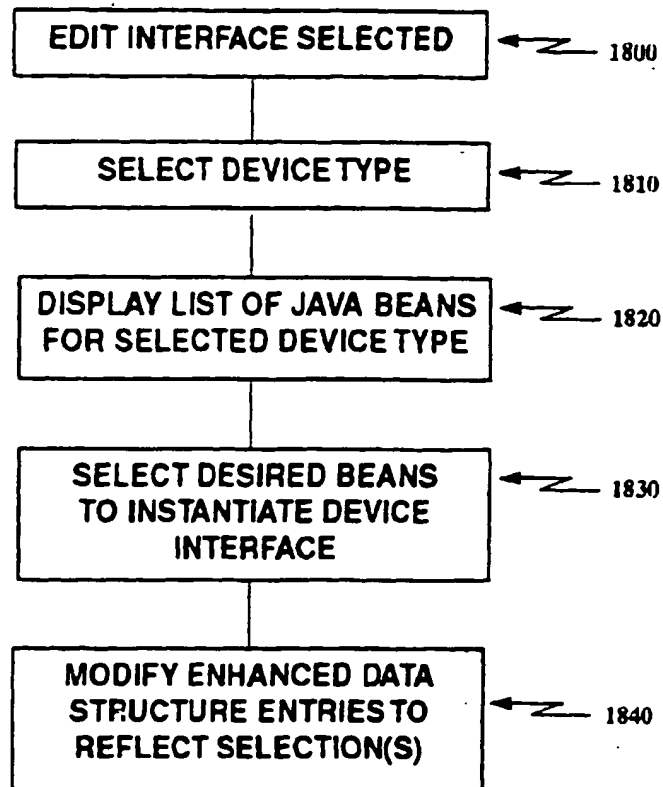 EDIT INTERFACE SELECTED
1800
SELECT DEVICE TYPE
1810
DISPLAY LIST OF JAVA BEANS
FOR SELECTED DEVICE TYPE
1820
SELECT DESIRED BEANS
TO INSTANTIATE DEVICE
INTERFACE
1830
MODIFY ENHANCED DATA
STRUCTURE ENTRIES TO
REFLECT SELECTION(S)
1840